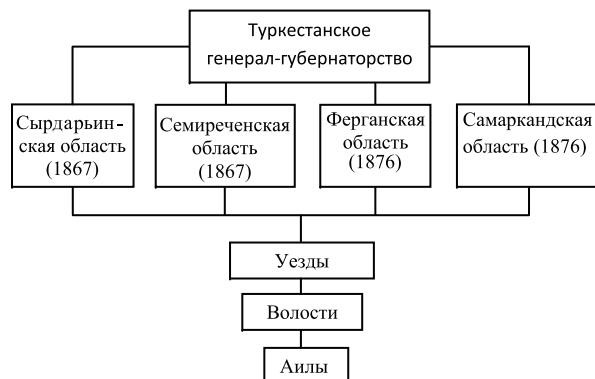 Туркестанское
генерал-губернаторство
Сырдарьин-
ская область
(1867)
Семиреченская
область
(1867)
Ферганская
область
(1876)
Самаркандская
область (1876)
Уезды
Волости
Аилы